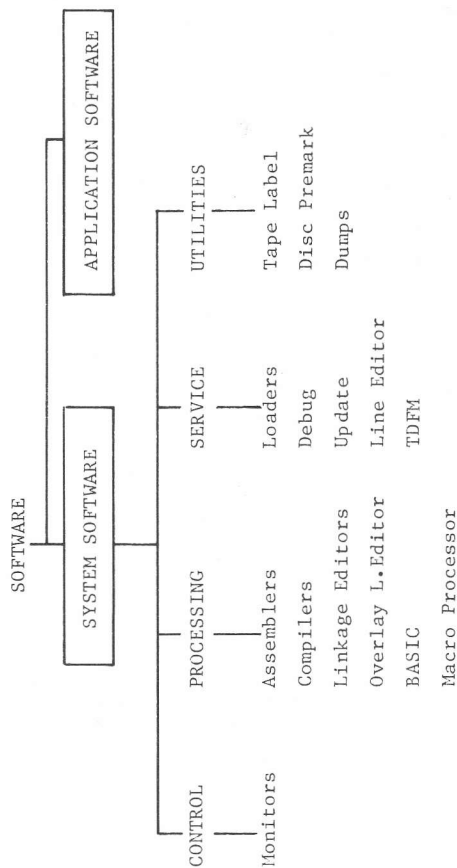 SOFTWARE
SYSTEM SOFTWARE
APPLICATION SOFTWARE
CONTROL
Monitors
PROCESSING
Assemblers
Compilers
Linkage Editors
Overlay L.Editor
BASIC
Macro Processor
SERVICE
Loaders
Debug
Update
Line Editor
TDFM
UTILITIES
Tape Label
Disc Premark
Dumps